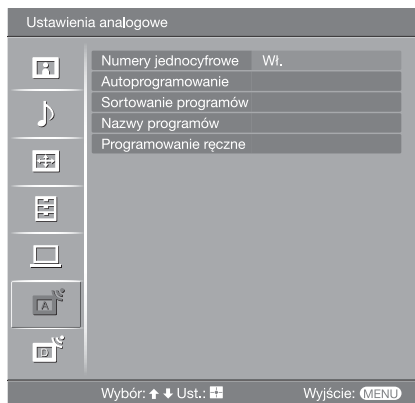 Ustawienia analogowe
Numery jednocyfrowe Wł.
Autoprogramowanie
Sortowanie programów
Nazwy programów
Programowanie ręczne
A
D
Wybór: ↑ ↓ Ust.: Wyjście: MENU